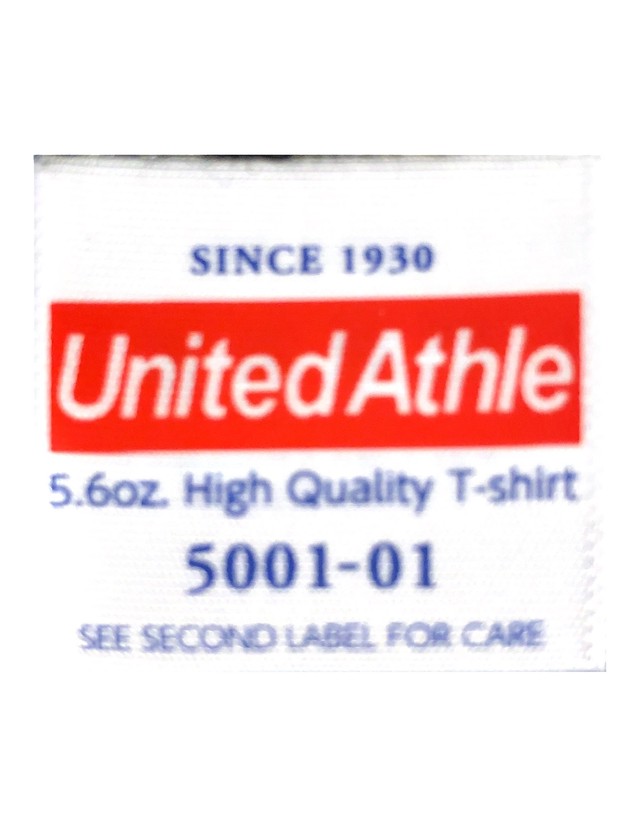 SINCE 1930
United Athle
5.6oz. High Quality T-shirt
5001-01
SEE SECOND LABEL FOR CARE